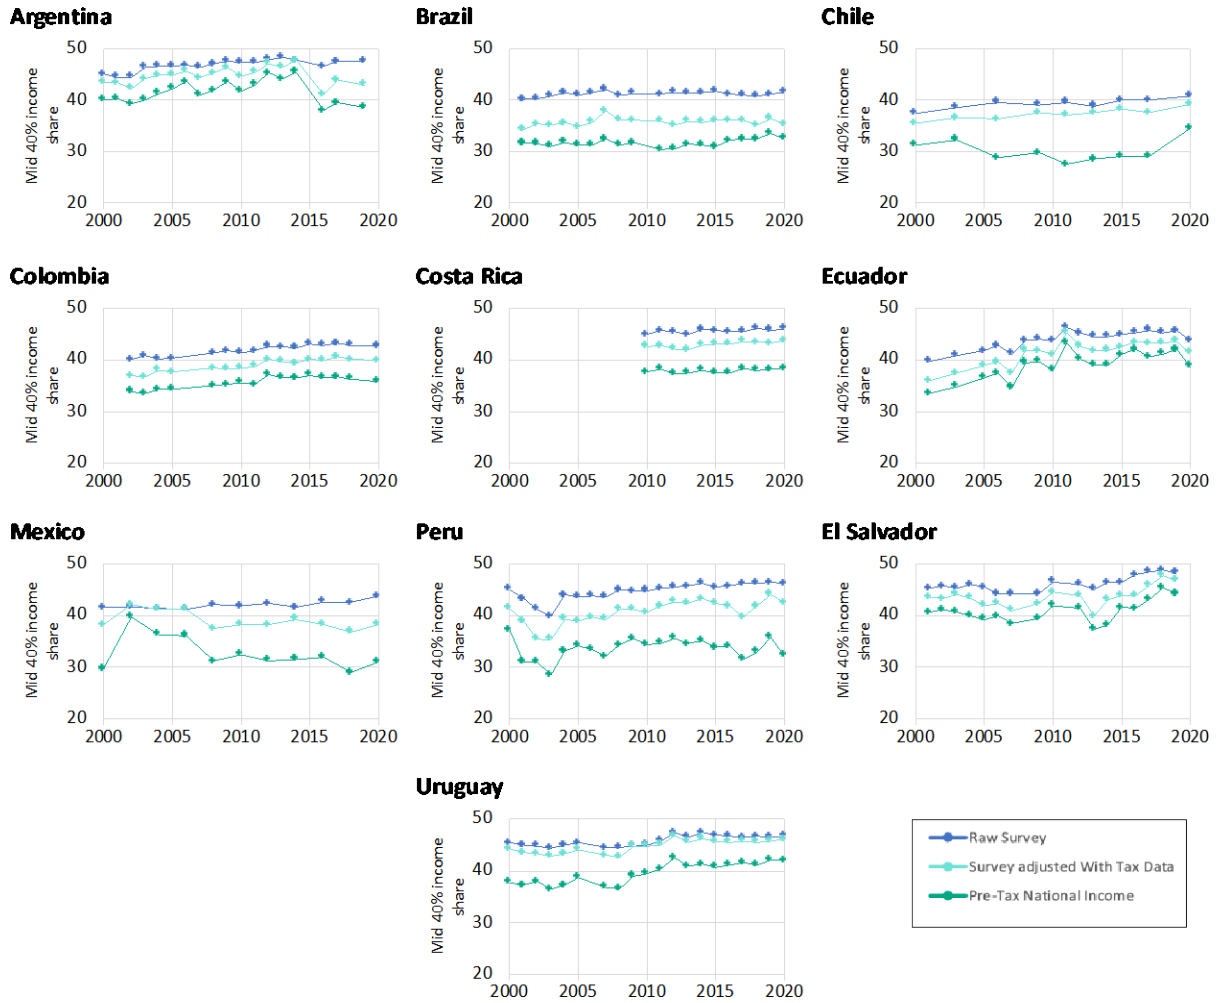 Argentina
Brazil
Chile
50
40
30
20
Mid 40% income
share
2000 2005 2010 2015 2020
50
40
30
20
Mid 40% income
share
2000 2005 2010 2015 2020
50
40
30
20
Mid 40% income
share
2000 2005 2010 2015 2020
Colombia
Costa Rica
Ecuador
50
40
30
20
Mid 40% income
share
2000 2005 2010 2015 2020
50
40
30
20
Mid 40% income
share
2000 2005 2010 2015 2020
50
40
30
20
Mid 40% income
share
2000 2005 2010 2015 2020
Mexico
Peru
El Salvador
50
40
30
20
Mid 40% income
share
2000 2005 2010 2015 2020
50
40
30
20
Mid 40% income
share
2000 2005 2010 2015 2020
50
40
30
20
Mid 40% income
share
2000 2005 2010 2015 2020
Uruguay
50
40
30
20
Mid 40% income
share
2000 2005 2010 2015 2020
Raw Survey
Survey adjusted With Tax Data
Pre-Tax National Income